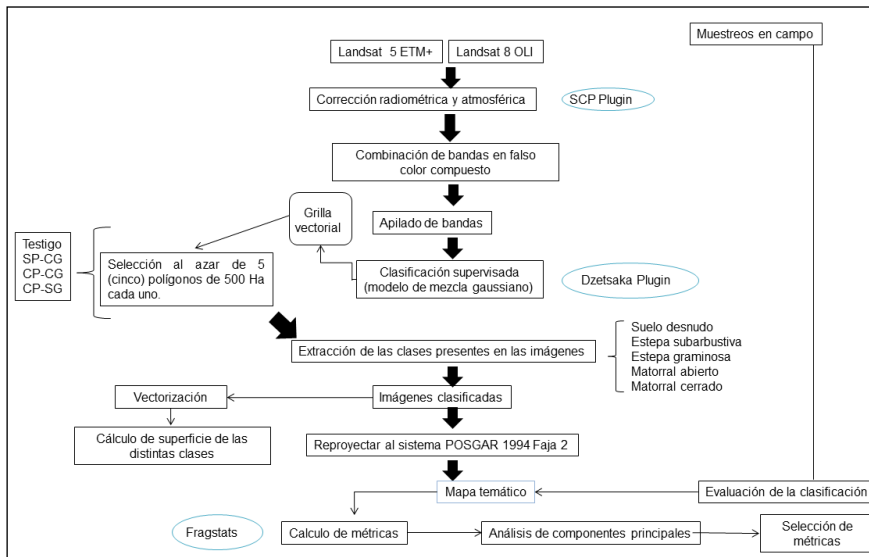 Muestreos en campo
Landsat 5 ETM+
Landsat 8 OLI
Corrección radiométrica y atmosférica
SCP Plugin
Combinación de bandas en falso
color compuesto
Grilla
vectorial
Apilado de bandas
Testigo
SP-CG
CP-CG
CP-SG
Selección al azar de 5
(cinco) polígonos de 500 Ha
cada uno.
Clasificación supervisada
(modelo de mezcla gaussiano)
Dzetsaka Plugin
Extracción de las clases presentes en las imágenes
Suelo desnudo
Estepa subarbustiva
Estepa graminosa
Matorral abierto
Matorral cerrado
Vectorización
Imágenes clasificadas
Cálculo de superficie de las
distintas clases
Reproyectar al sistema POSGAR 1994 Faja 2
Mapa temático
Evaluación de la clasificación
Fragstats
Calculo de métricas
Análisis de componentes principales
Selección de
métricas